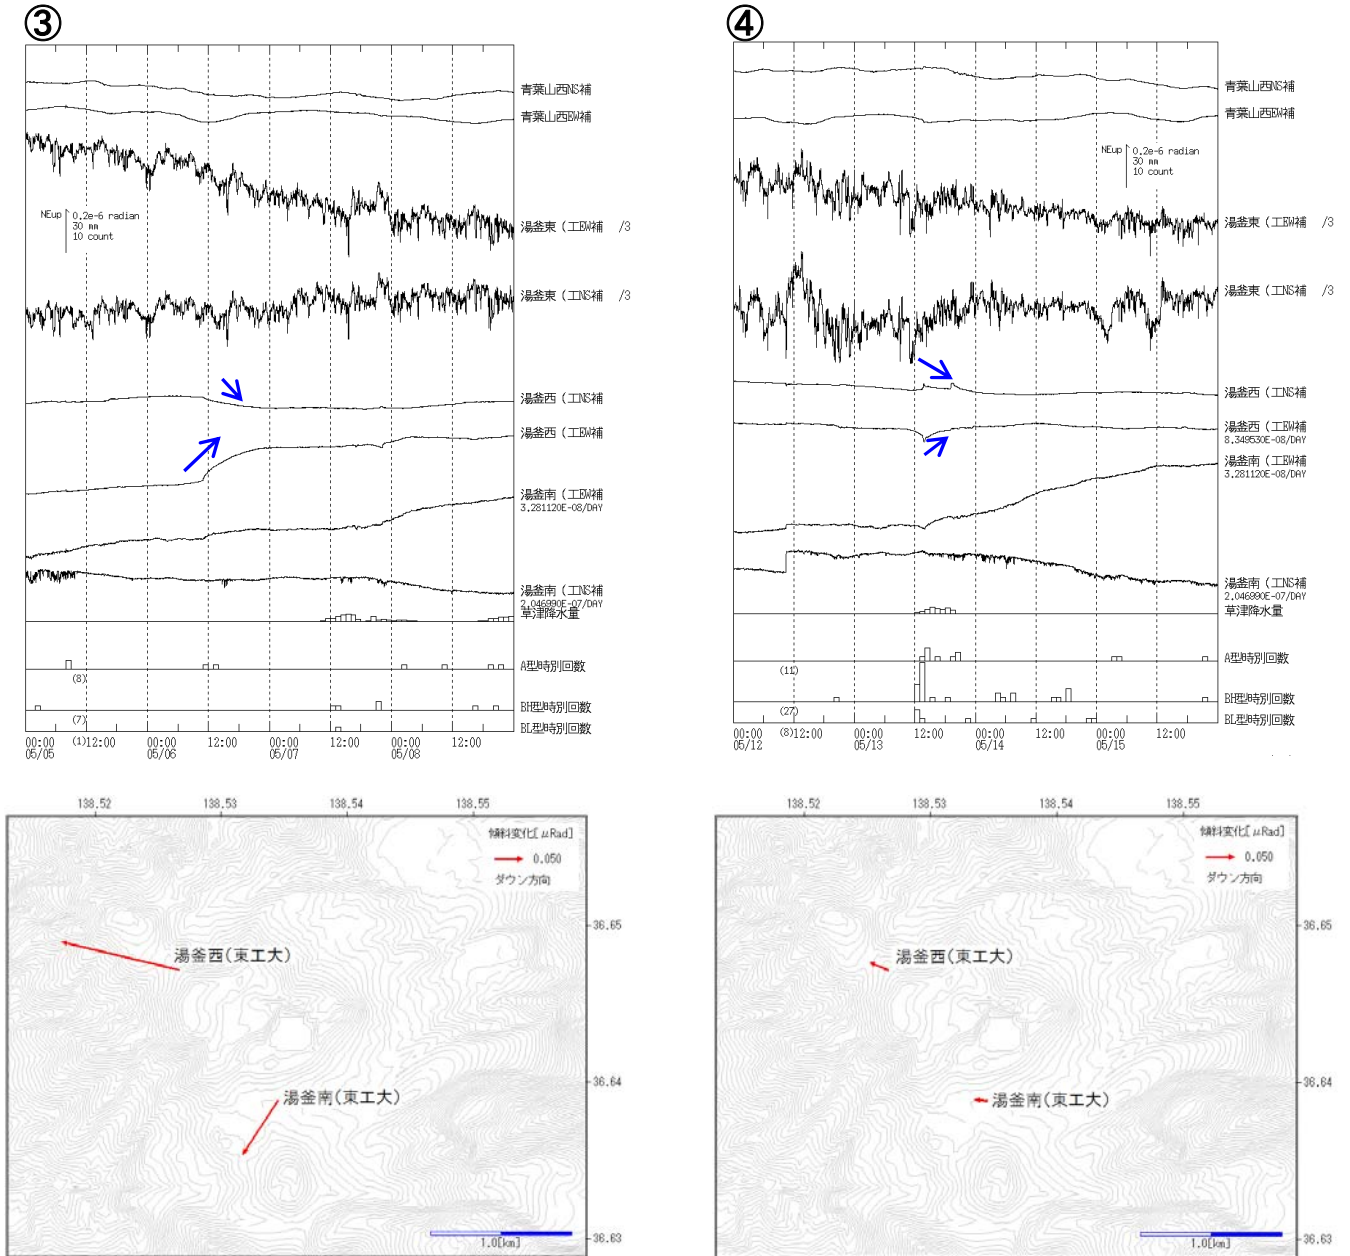 ③
青葉山西NS補
青葉山西EW補
NEup
0.2e-6 radian
30 mm
10 count
湯釜東(工EW補 /3
湯釜東(工NS補 /3
湯釜西(工NS補
湯釜西(工EW補
湯釜南(工EW補
3.281120E-08/DAY
湯釜南(工NS補
2.046990E-07/DAY
草津降水量
A型時別回数
(8)
BH型時別回数
(7)
BL型時別回数
(1)
00:00 12:00 00:00 12:00 00:00 12:00 00:00 12:00
05/05 05/06 05/07 05/08
④
青葉山西NS補
青葉山西EW補
NEup
0.2e-6 radian
30 mm
10 count
湯釜東(工EW補 /3
湯釜東(工NS補 /3
湯釜西(工NS補
湯釜西(工EW補
8.349530E-08/DAY
湯釜南(工EW補
3.281120E-08/DAY
湯釜南(工NS補
2.046990E-07/DAY
草津降水量
A型時別回数
(11)
BH型時別回数
(27)
BL型時別回数
(8)
00:00 12:00 00:00 12:00 00:00 12:00 00:00 12:00
05/12 05/13 05/14 05/15
138.52 138.53 138.54 138.55
傾斜変化[μRad]
0.050
ダウン方向
36.65
湯釜西(東工大)
36.64
湯釜南(東工大)
1.0[km]
36.63
138.52 138.53 138.54 138.55
傾斜変化[μRad]
0.050
ダウン方向
36.65
湯釜西(東工大)
36.64
湯釜南(東工大)
1.0[km]
36.63